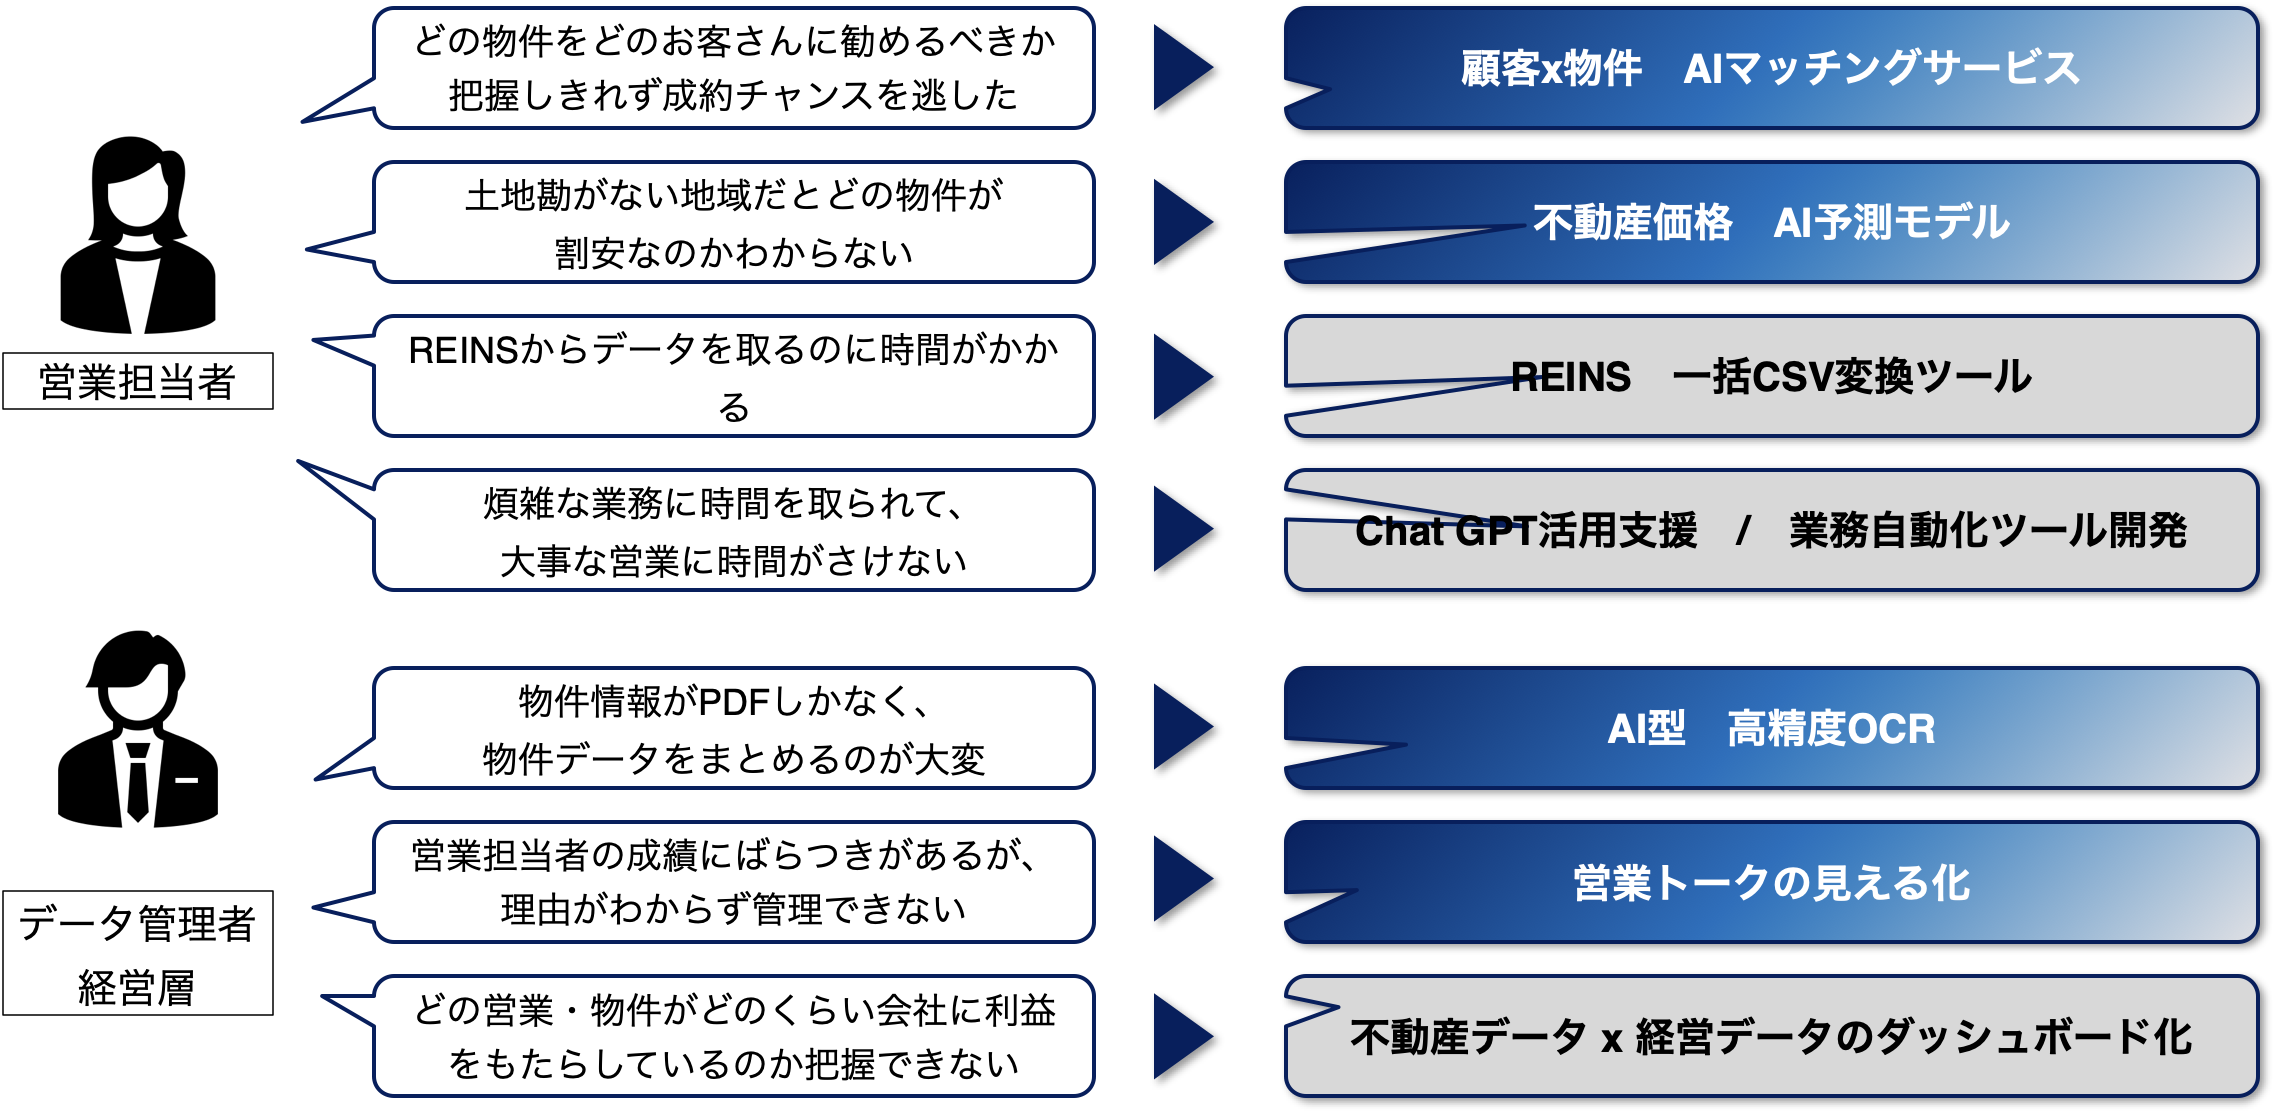 どの物件をどのお客さんに勧めるべきか
把握しきれず成約チャンスを逃した
顧客x物件　AIマッチングサービス
土地勘がない地域だとどの物件が
割安なのかわからない
不動産価格　AI予測モデル
営業担当者
REINSからデータを取るのに時間がかか
る
REINS　一括CSV変換ツール
煩雑な業務に時間を取られて、
大事な営業に時間がさけない
Chat GPT活用支援　/　業務自動化ツール開発
物件情報がPDFしかなく、
物件データをまとめるのが大変
AI型　高精度OCR
データ管理者
経営層
営業担当者の成績にばらつきがあるが、
理由がわからず管理できない
営業トークの見える化
どの営業・物件がどのくらい会社に利益
をもたらしているのか把握できない
不動産データ x 経営データのダッシュボード化